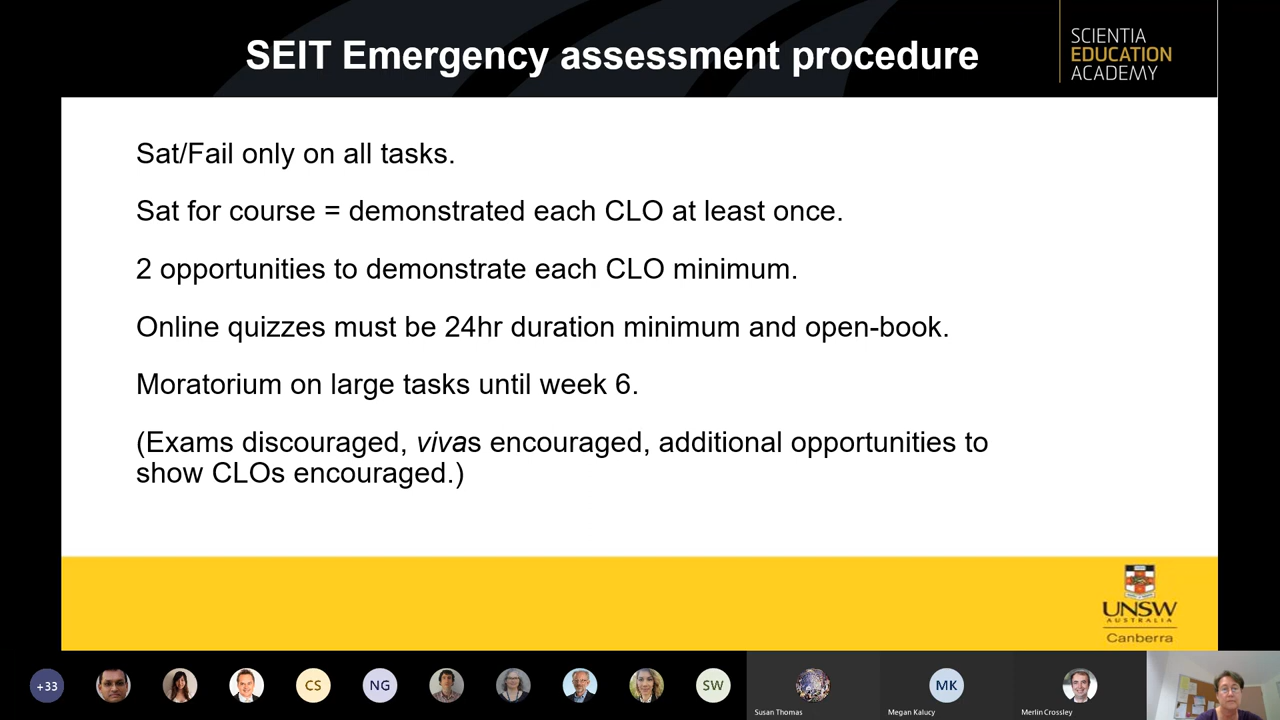 SEIT Emergency assessment procedure
SCIENTIA
EDUCATION
ACADEMY
Sat/Fail only on all tasks.
Sat for course = demonstrated each CLO at least once.
2 opportunities to demonstrate each CLO minimum.
Online quizzes must be 24hr duration minimum and open-book.
Moratorium on large tasks until week 6.
(Exams discouraged, vivas encouraged, additional opportunities to
show CLOs encouraged.)
UNSW
AUSTRALIA
Canberra
+33
CS
NG
SW
MK
Susan Thomas
Megan Kalucy
Merlin Crossley